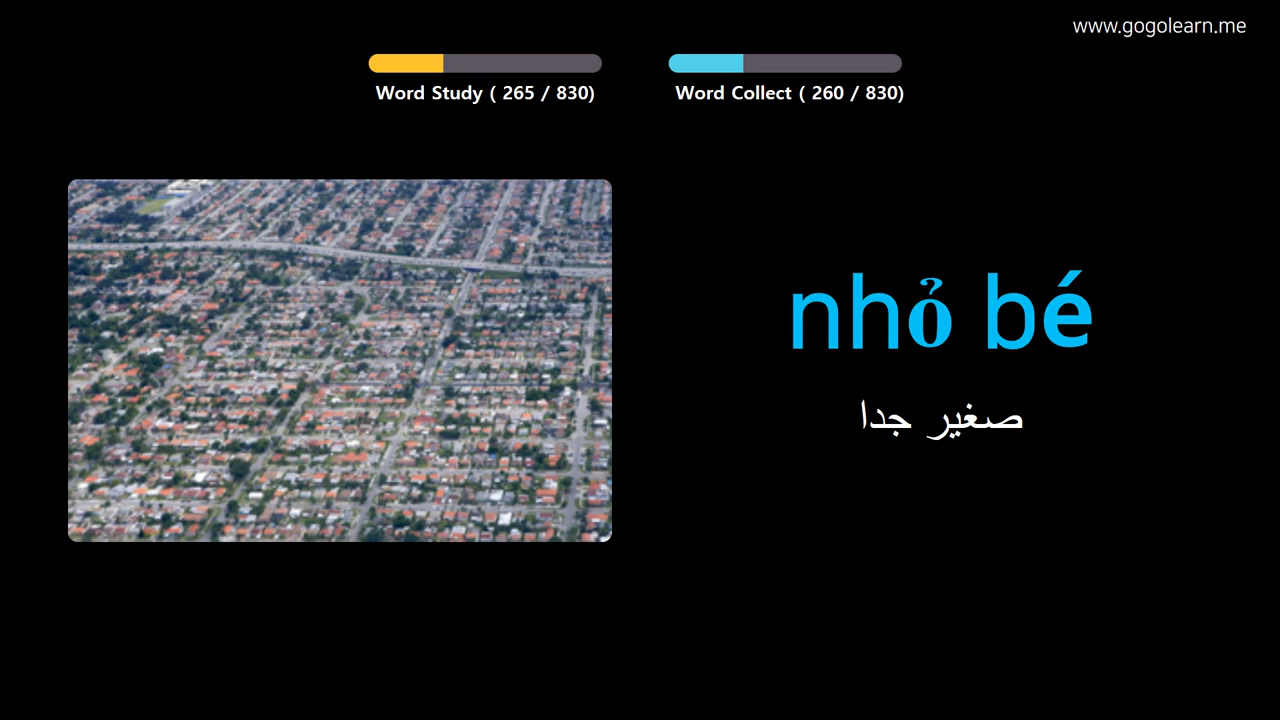 www.gogolearn.me
Word Study ( 265 / 830)
Word Collect ( 260 / 830)
nhỏ bé
صغير جدا